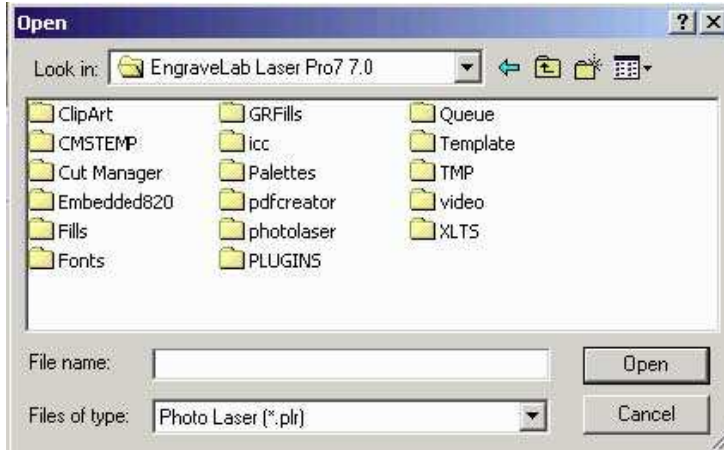 Open
Look in: EngraveLab Laser Pro7 7.0
ClipArt GRFills Queue
CMSTEMP icc Template
Cut Manager Palettes TMP
Embedded820 pdfcreator video
Fills photolaser XLTS
Fonts PLUGINS
File name: Open
Files of type: Photo Laser (*.plr) Cancel